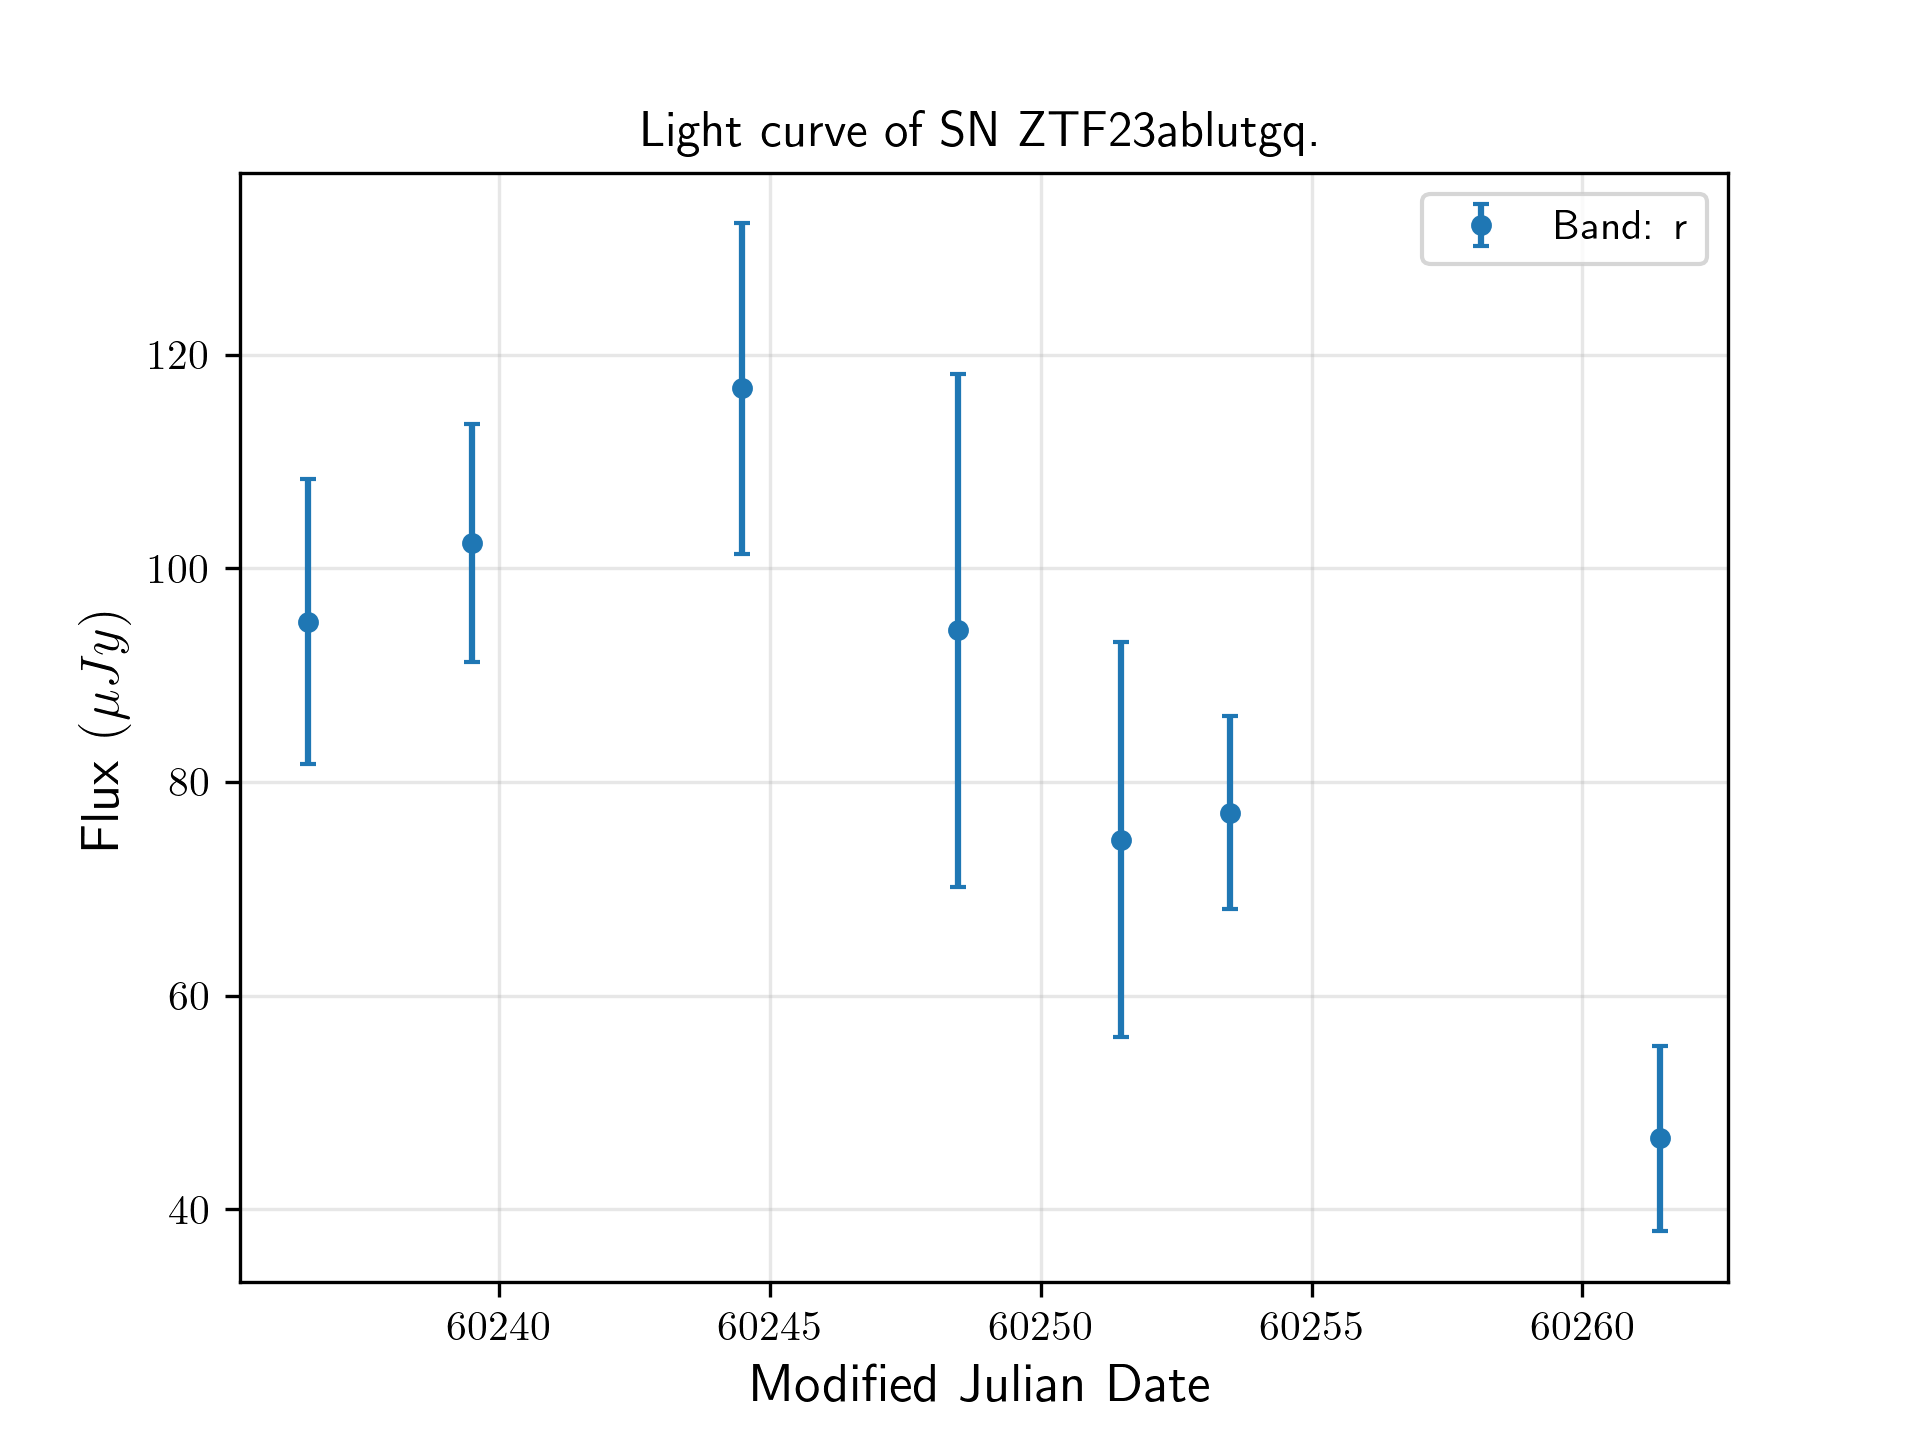 Light curve of SN ZTF23ablutgq.
Band: r
120
100
80
60
40
Flux (μJy)
60240 60245 60250 60255 60260
Modified Julian Date